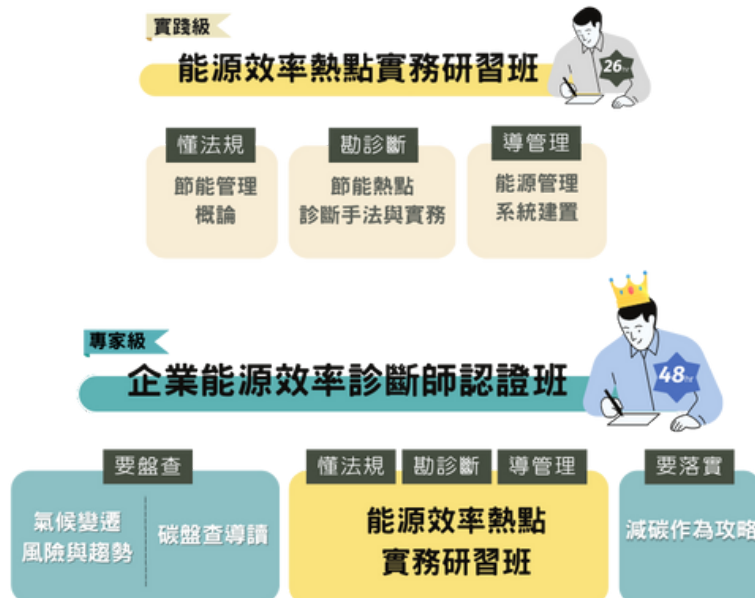 實踐級
能源效率熱點實務研習班
26hr
懂法規
勘診斷
導管理
節能管理
概論
節能熱點
診斷手法與實務
能源管理
系統建置
專家級
企業能源效率診斷師認證班
48hr
要盤查
懂法規
勘診斷
導管理
要落實
氣候變遷
風險與趨勢
碳盤查導讀
能源效率熱點
實務研習班
減碳作為攻略